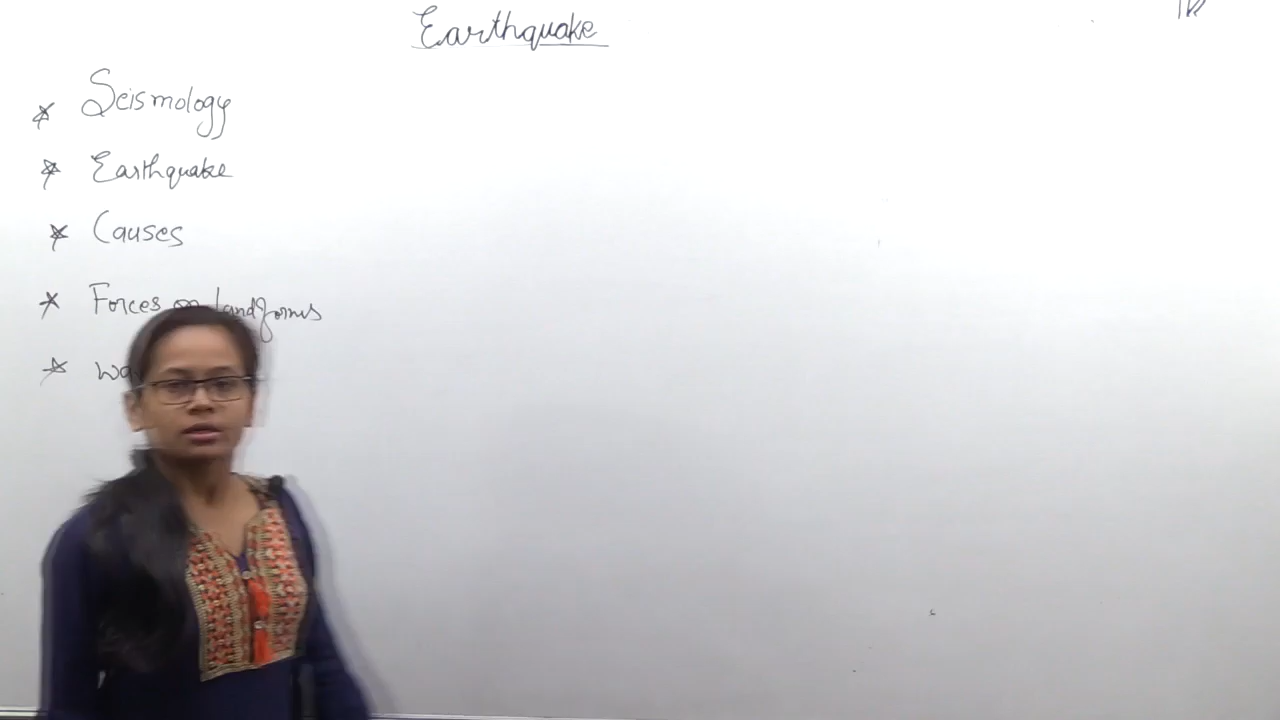 Earthquake
* Seismology
* Earthquake
* Causes
* Forces on landforms
*